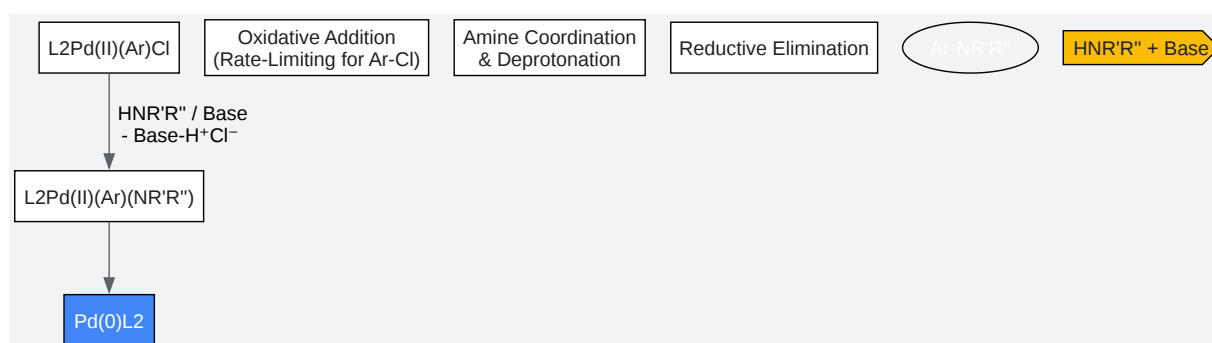 L2Pd(II)(Ar)Cl
Oxidative Addition
(Rate-Limiting for Ar-Cl)
Amine Coordination
& Deprotonation
Reductive Elimination
Ar-NR'R"
HNR'R" + Base
HNR'R" / Base
- Base-H⁺Cl⁻
L2Pd(II)(Ar)(NR'R")
Pd(0)L2